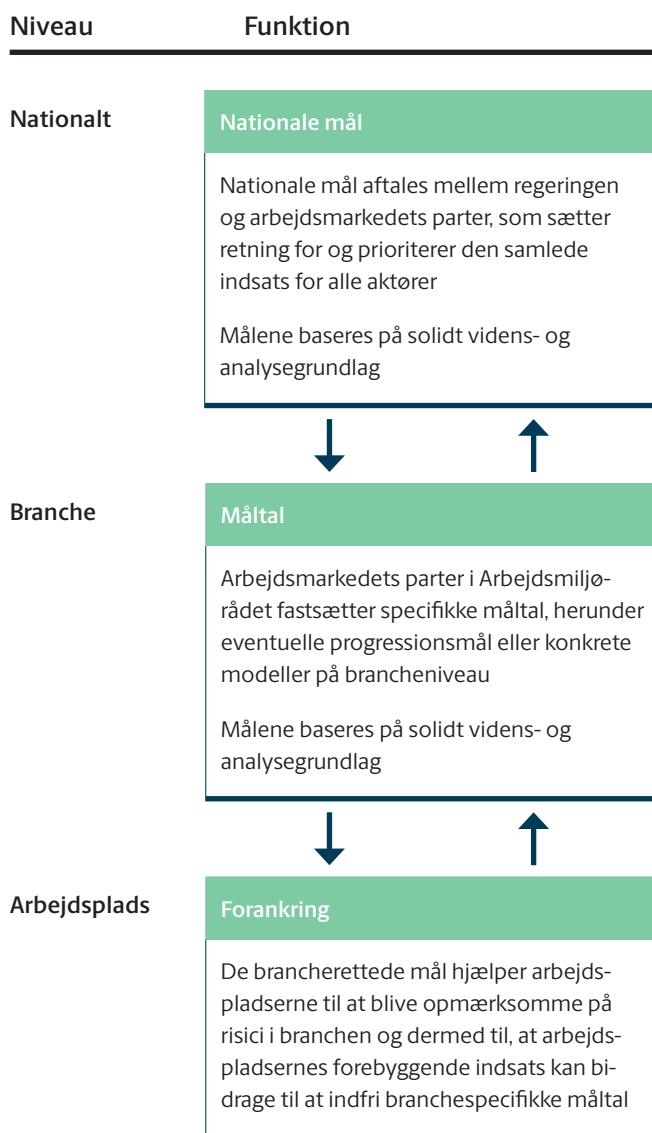 Niveau Funktion
Nationalt
Nationale mål
Nationale mål aftales mellem regeringen
og arbejdsmarkedets parter, som sætter
retning for og prioriterer den samlede
indsats for alle aktører
Målene baseres på solidt videns- og
analysegrundlag
Branche
Måltal
Arbejdsmarkedets parter i Arbejdsmiljø-
rådet fastsætter specifikke måltal, herunder
eventuelle progressionsmål eller konkrete
modeller på brancheniveau
Målene baseres på solidt videns- og
analysegrundlag
Arbejdsplads
Forankring
De brancherettede mål hjælper arbejds-
pladserne til at blive opmærksomme på
risici i branchen og dermed til, at arbejds-
pladsernes forebyggende indsats kan bi-
drage til at indfri branchespecifikke måltal